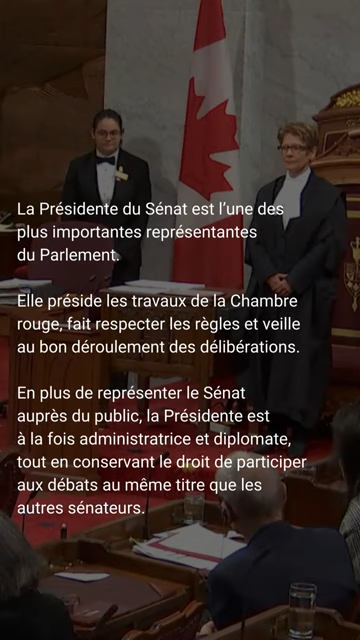 La Présidente du Sénat est l’une des
plus importantes représentantes
du Parlement.
Elle préside les travaux de la Chambre
rouge, fait respecter les règles et veille
au bon déroulement des délibérations.
En plus de représenter le Sénat
auprès du public, la Présidente est
à la fois administratrice et diplomate,
tout en conservant le droit de participer
aux débats au même titre que les
autres sénateurs.